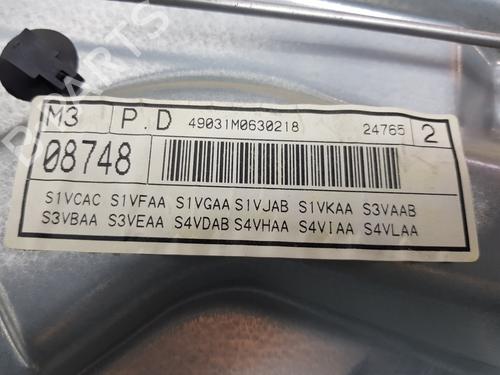 M3 P.D 49031M0630218 24765 2
08748
S1VCAC S1VFAA S1VGAA S1VJAB S1VKAA S3VAAB
S3VBAA S3VEAA S4VDAB S4VHAA S4VIAA S4VLAA